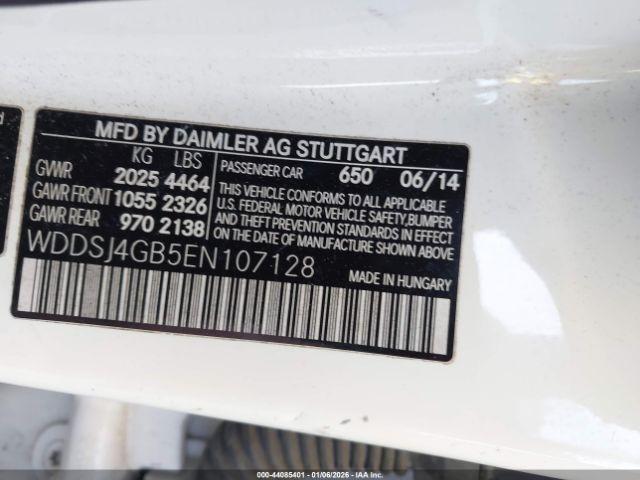 d
MFD BY DAIMLER AG STUTTGART
KG LBS
GVWR 2025 4464
GAWR FRONT 1055 2326
GAWR REAR 970 2138
PASSENGER CAR 650 06/14
THIS VEHICLE CONFORMS TO ALL APPLICABLE
U.S. FEDERAL MOTOR VEHICLE SAFETY, BUMPER
AND THEFT PREVENTION STANDARDS IN EFFECT
ON THE DATE OF MANUFACTURE SHOWN ABOVE
WDDSJ4GB5EN107128
MADE IN HUNGARY
000-44085401 - 01/06/2026 - IAAI.COM